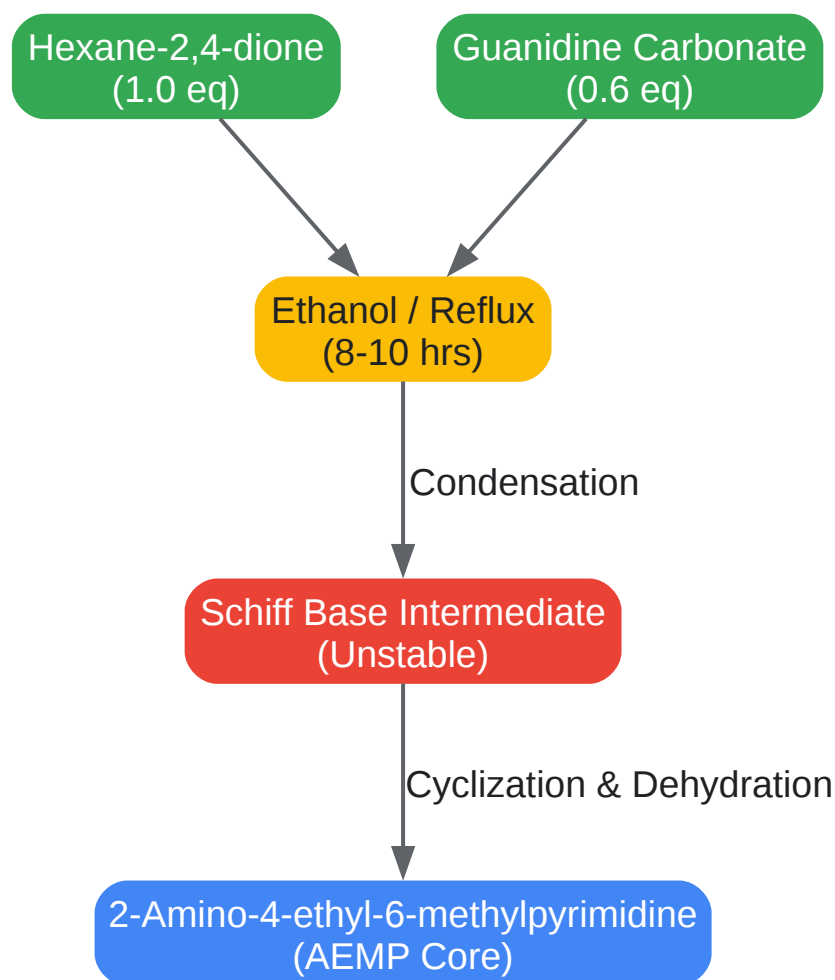 Hexane-2,4-dione
(1.0 eq)
Guanidine Carbonate
(0.6 eq)
Ethanol / Reflux
(8-10 hrs)
Condensation
Schiff Base Intermediate
(Unstable)
Cyclization & Dehydration
2-Amino-4-ethyl-6-methylpyrimidine
(AEMP Core)